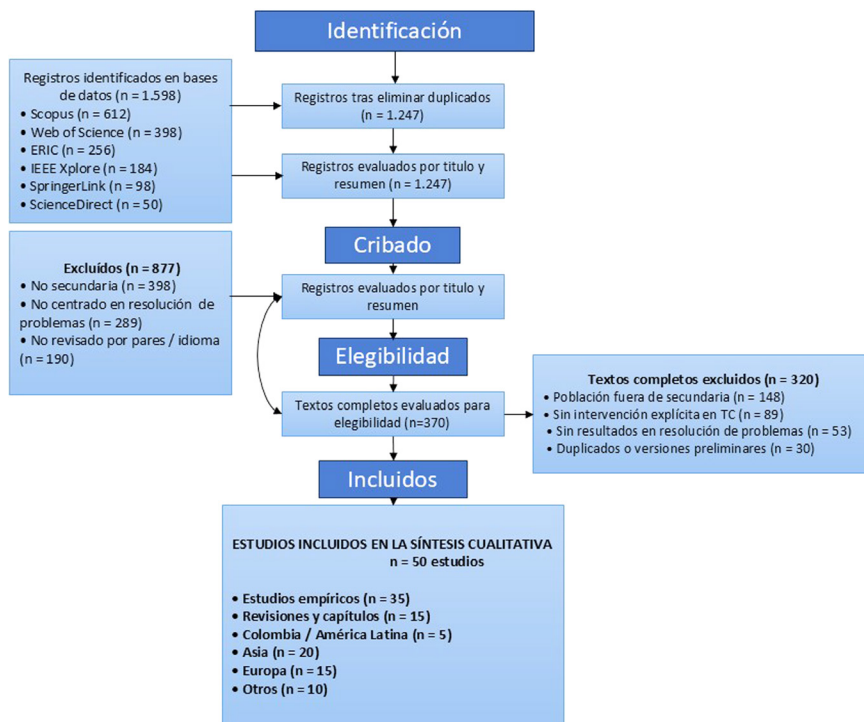 Identificación
Registros identificados en bases
de datos (n = 1.598)
• Scopus (n = 612)
• Web of Science (n = 398)
• ERIC (n = 256)
• IEEE Xplore (n = 184)
• SpringerLink (n = 98)
• ScienceDirect (n = 50)
Registros tras eliminar duplicados
(n = 1.247)
Registros evaluados por titulo y
resumen (n = 1.247)
Cribado
Excluídos (n = 877)
• No secundaria (n = 398)
• No centrado en resolución de
problemas (n = 289)
• No revisado por pares / idioma
(n = 190)
Registros evaluados por titulo y
resumen
Elegibilidad
Textos completos evaluados para
elegibilidad (n=370)
Textos completos excluidos (n = 320)
• Población fuera de secundaria (n = 148)
• Sin intervención explícita en TC (n = 89)
• Sin resultados en resolución de problemas (n = 53)
• Duplicados o versiones preliminares (n = 30)
Incluidos
ESTUDIOS INCLUIDOS EN LA SÍNTESIS CUALITATIVA
n = 50 estudios
• Estudios empíricos (n = 35)
• Revisiones y capítulos (n = 15)
• Colombia / América Latina (n = 5)
• Asia (n = 20)
• Europa (n = 15)
• Otros (n = 10)